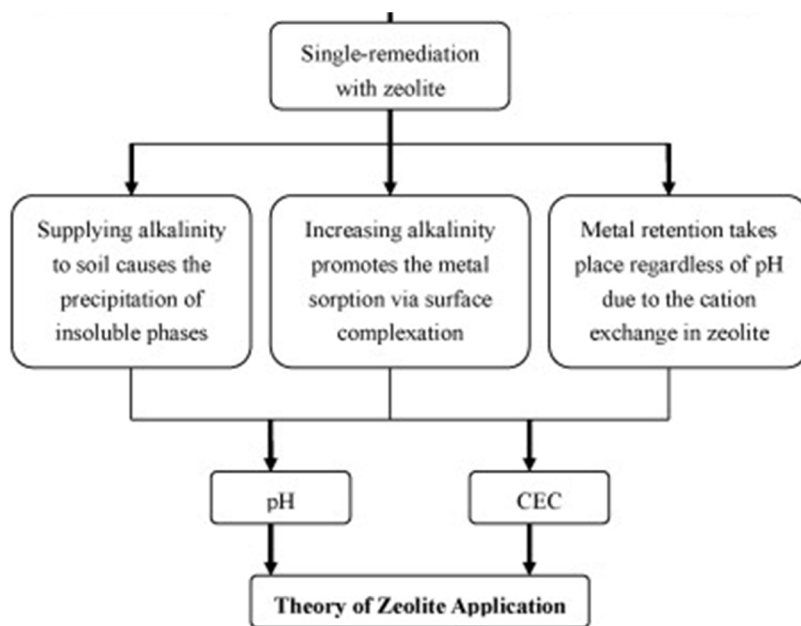 Single-remediation
with zeolite
Supplying alkalinity
to soil causes the
precipitation of
insoluble phases
Increasing alkalinity
promotes the metal
sorption via surface
complexation
Metal retention takes
place regardless of pH
due to the cation
exchange in zeolite
pH
CEC
Theory of Zeolite Application